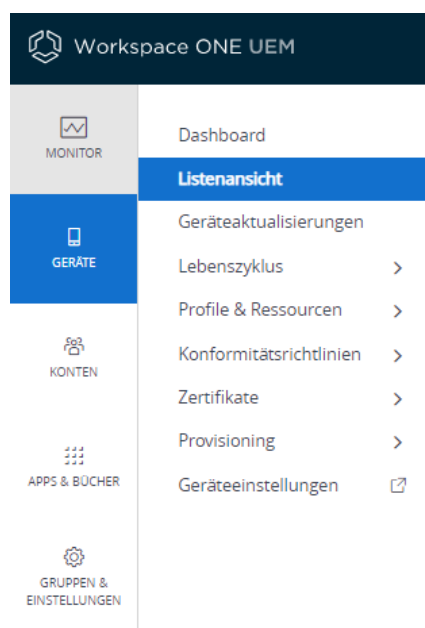 Workspace ONE UEM
MONITOR
GERÄTE
KONTEN
APPS & BÜCHER
GRUPPEN &
EINSTELLUNGEN
Dashboard
Listenansicht
Geräteaktualisierungen
Lebenszyklus
Profile & Ressourcen
Konformitätsrichtlinien
Zertifikate
Provisioning
Geräteeinstellungen